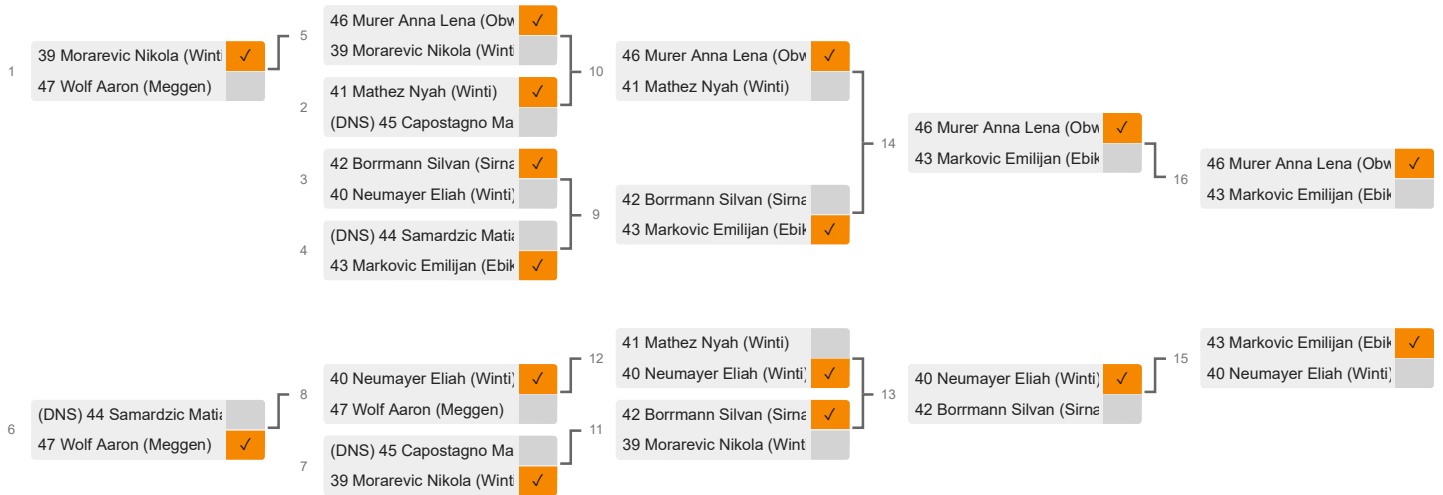 1
39 Morarevic Nikola (Winti ✓
47 Wolf Aaron (Meggen)
5
46 Murer Anna Lena (Obw ✓
39 Morarevic Nikola (Winti
2
41 Mathez Nyah (Winti) ✓
(DNS) 45 Capostagno Ma
3
42 Borrmann Silvan (Sirna ✓
40 Neumayer Eliah (Winti)
4
(DNS) 44 Samardzic Matia
43 Markovic Emilijan (Ebik ✓
10
46 Murer Anna Lena (Obw ✓
41 Mathez Nyah (Winti)
9
42 Borrmann Silvan (Sirna
43 Markovic Emilijan (Ebik ✓
14
46 Murer Anna Lena (Obw ✓
43 Markovic Emilijan (Ebik
16
46 Murer Anna Lena (Obw ✓
43 Markovic Emilijan (Ebik
6
(DNS) 44 Samardzic Matia
47 Wolf Aaron (Meggen) ✓
8
40 Neumayer Eliah (Winti) ✓
47 Wolf Aaron (Meggen)
7
(DNS) 45 Capostagno Ma
39 Morarevic Nikola (Winti ✓
12
41 Mathez Nyah (Winti)
40 Neumayer Eliah (Winti) ✓
11
42 Borrmann Silvan (Sirna ✓
39 Morarevic Nikola (Winti
13
40 Neumayer Eliah (Winti) ✓
42 Borrmann Silvan (Sirna
15
43 Markovic Emilijan (Ebik ✓
40 Neumayer Eliah (Winti)